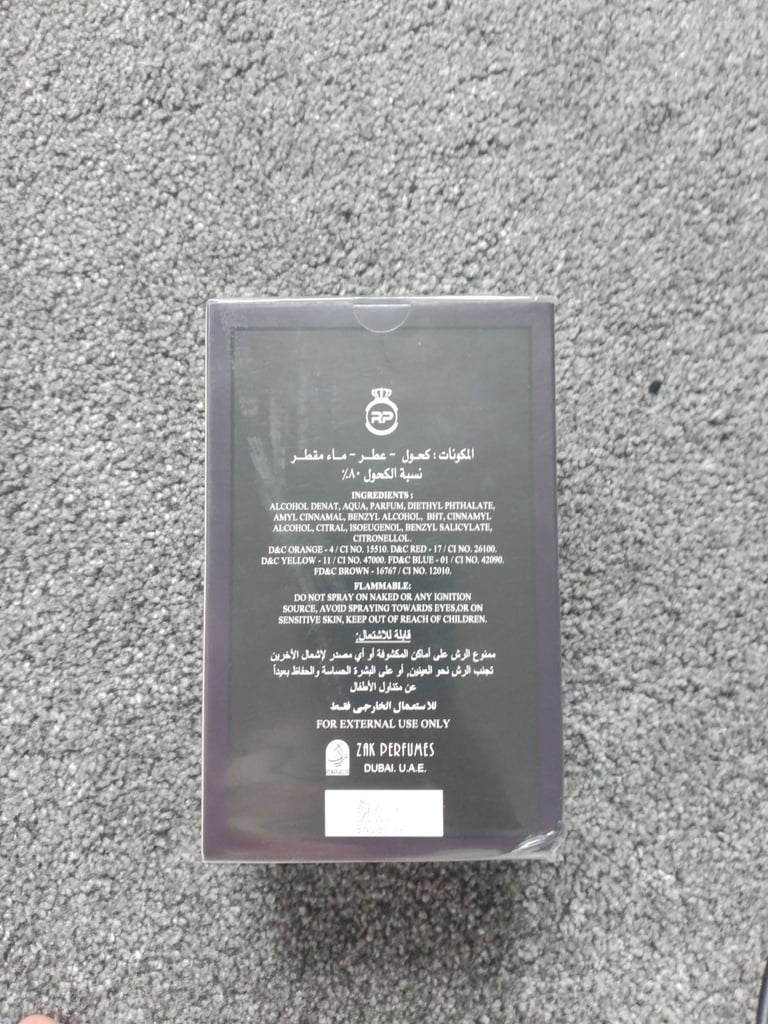 RP
المكونات : كحول - عطر - ماء مقطر
نسبة الكحول ٨٠٪
INGREDIENTS :
ALCOHOL DENAT, AQUA, PARFUM, DIETHYL PHTHALATE,
AMYL CINNAMAL, BENZYL ALCOHOL, BHT, CINNAMYL
ALCOHOL, CITRAL, ISOEUGENOL, BENZYL SALICYLATE,
CITRONELLOL.
D&C ORANGE - 4 / CI NO. 15510. D&C RED - 17 / CI NO. 26100.
D&C YELLOW - 11 / CI NO. 47000. FD&C BLUE - 01 / CI NO. 42090.
FD&C BROWN - 16767 / CI NO. 12010.
FLAMMABLE:
DO NOT SPRAY ON NAKED OR ANY IGNITION
SOURCE, AVOID SPRAYING TOWARDS EYES,OR ON
SENSITIVE SKIN, KEEP OUT OF REACH OF CHILDREN.
قابلة للاشتعال:
ممنوع الرش على أماكن المكشوفة أو أي مصدر لإشعال الآخرين
تجنب الرش نحو العينين, أو على البشرة الحساسة والحفاظ بعيداً
عن متناول الأطفال
للاستعمال الخارجي فقط
FOR EXTERNAL USE ONLY
ZAK PERFUMES
DUBAI. U.A.E.